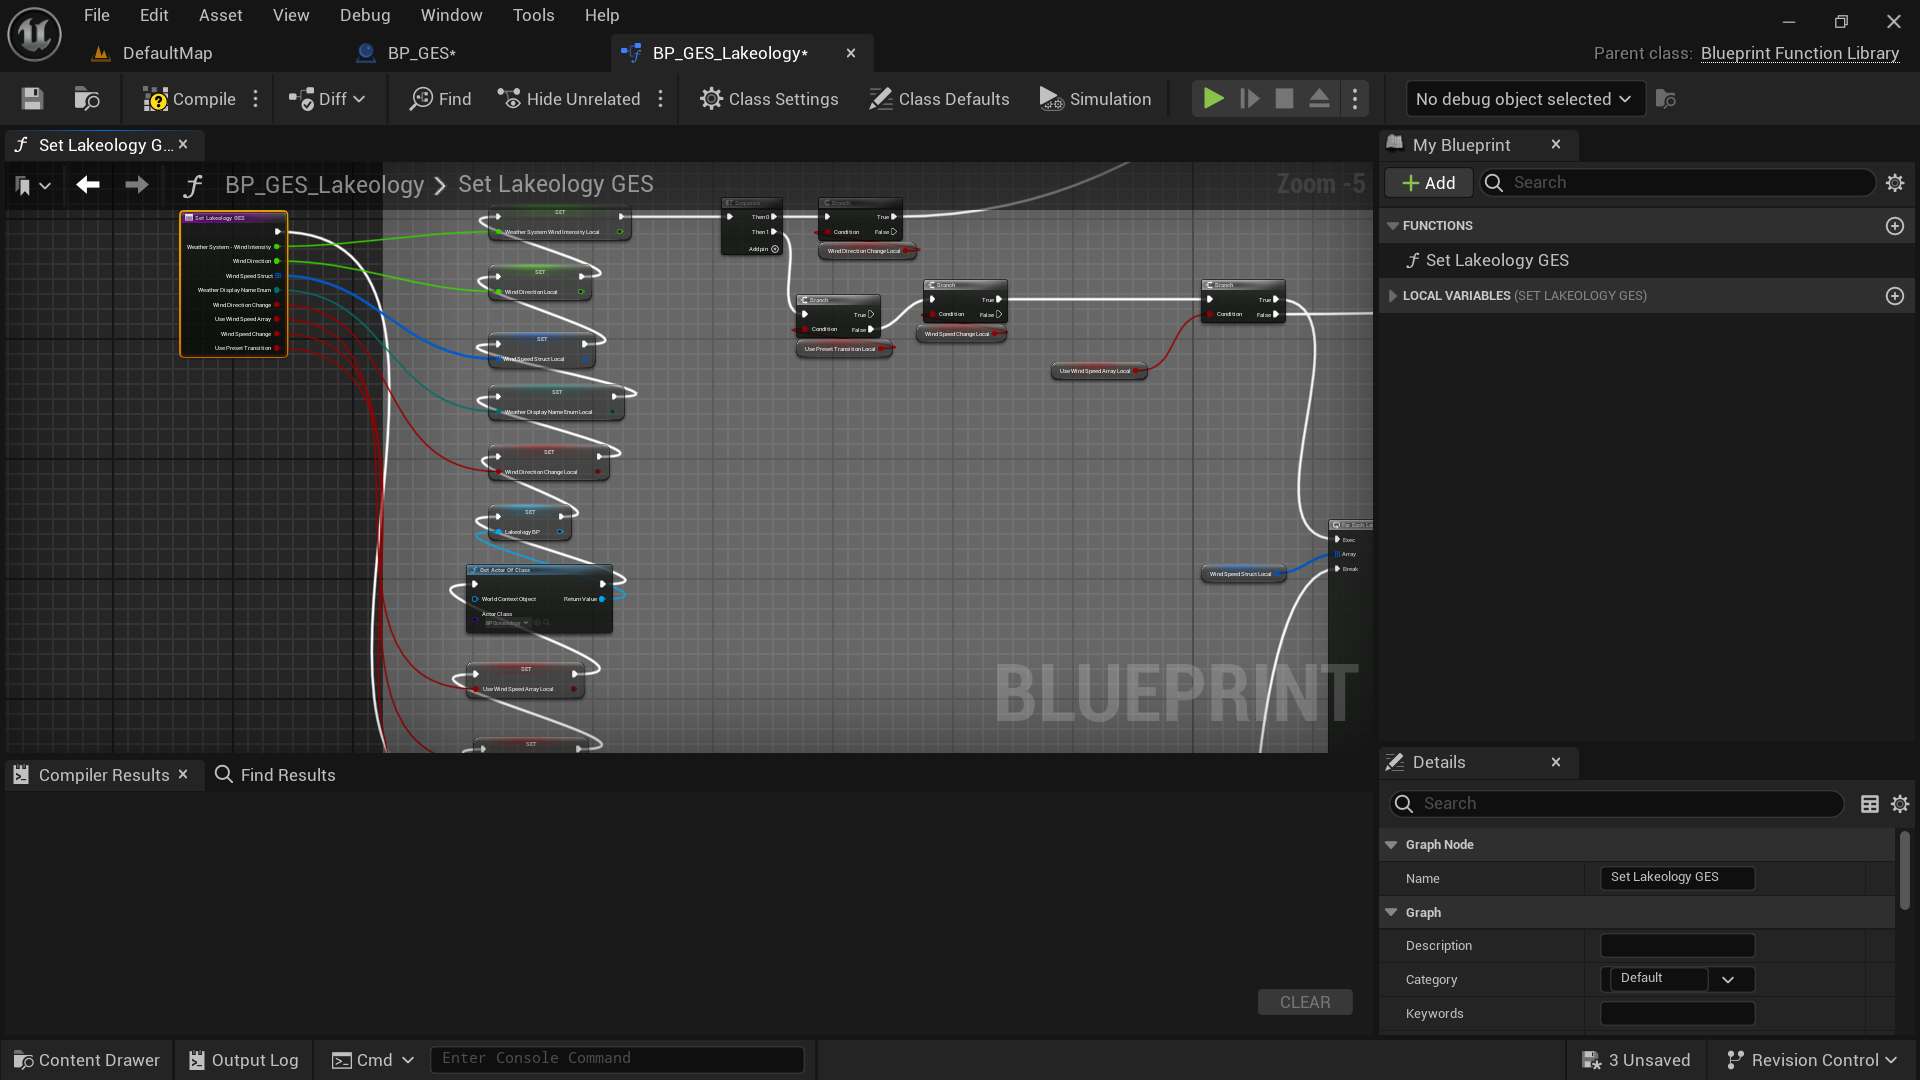 File Edit Asset View Debug Window Tools Help
DefaultMap
BP_GES*
BP_GES_Lakeology*
Parent class: Blueprint Function Library
Compile
Diff
Find
Hide Unrelated
Class Settings
Class Defaults
Simulation
No debug object selected
Set Lakeology G...
BP_GES_Lakeology > Set Lakeology GES
Zoom -5
Set Lakeology GES
Weather System - Wind Intensity
Wind Direction
Wind Speed Struct
Weather Display Name Enum
Wind Direction Change
Use Wind Speed Array
Wind Speed Change
Use Preset Transition
SET
Weather System Wind Intensity Local
SET
Wind Direction Local
SET
Wind Speed Struct Local
SET
Weather Display Name Enum Local
SET
Wind Direction Change Local
SET
Lakeology BP
Get Actor Of Class
World Context Object
Return Value
Actor Class
BP Oceanology
SET
Use Wind Speed Array Local
SET
Sequence
Then 0
Then 1
Add pin
Branch
True
Condition
False
Wind Direction Change Local
Branch
True
Condition
False
Use Preset Transition Local
Branch
True
Condition
False
Wind Speed Change Local
Branch
True
Condition
False
Use Wind Speed Array Local
Wind Speed Struct Local
For Each Lo
Exec
Array
Break
BLUEPRINT
My Blueprint
Add
Search
FUNCTIONS
Set Lakeology GES
LOCAL VARIABLES (SET LAKEOLOGY GES)
Compiler Results
Find Results
CLEAR
Details
Search
Graph Node
Name
Set Lakeology GES
Graph
Description
Category
Default
Keywords
Content Drawer
Output Log
Cmd
Enter Console Command
3 Unsaved
Revision Control